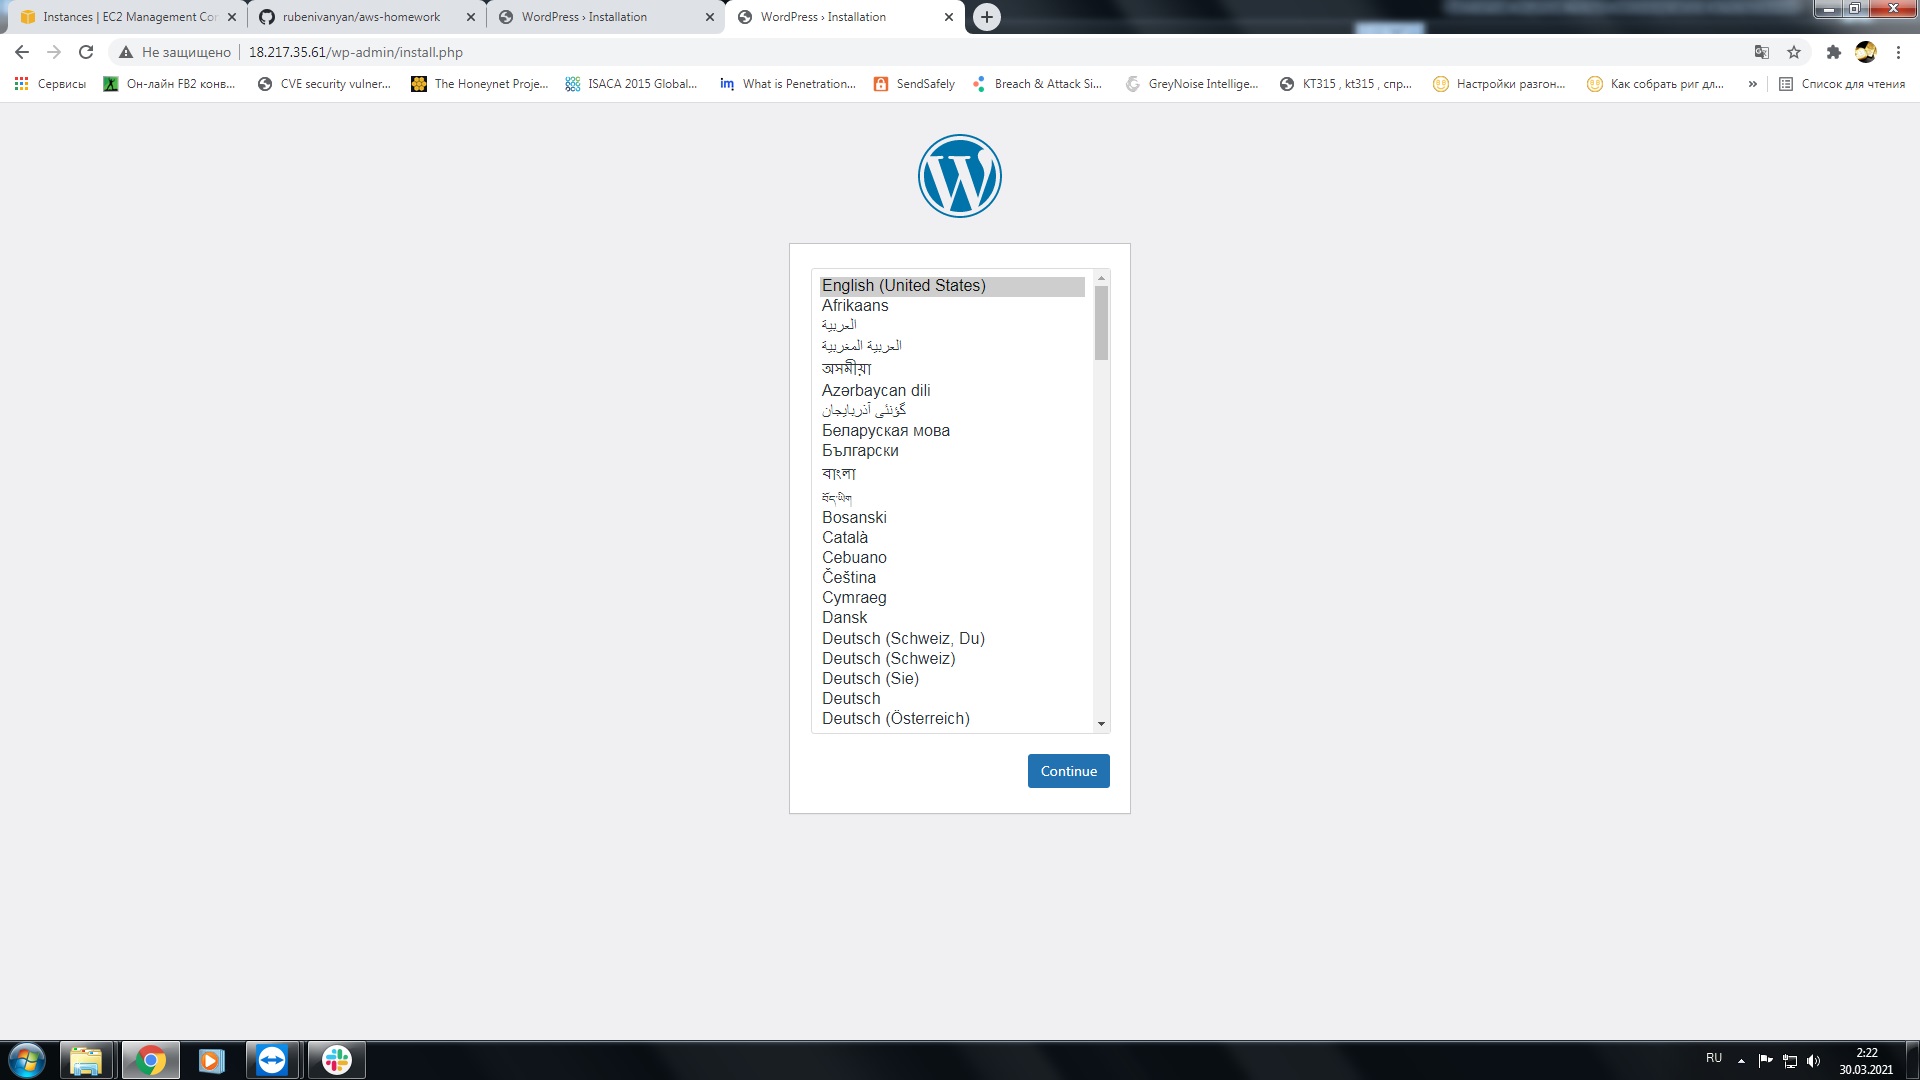 Instances | EC2 Management Con
rubenivanyan/aws-homework
WordPress › Installation
WordPress › Installation
Не защищено
18.217.35.61/wp-admin/install.php
Сервисы
Он-лайн FB2 конв...
CVE security vulner...
The Honeynet Proje...
ISACA 2015 Global...
im
What is Penetration...
SendSafely
Breach & Attack Si...
GreyNoise Intellige...
КТ315 , kt315 , спр...
Настройки разгон...
Как собрать риг дл...
»
Список для чтения
English (United States)
Afrikaans
العربية
العربية المغربية
অসমীয়া
Azərbaycan dili
گؤنئی آذربایجان
Беларуская мова
Български
বাংলা
བོད་ཡིག
Bosanski
Català
Cebuano
Čeština
Cymraeg
Dansk
Deutsch (Schweiz, Du)
Deutsch (Schweiz)
Deutsch (Sie)
Deutsch
Deutsch (Österreich)
Continue
RU
2:22
30.03.2021